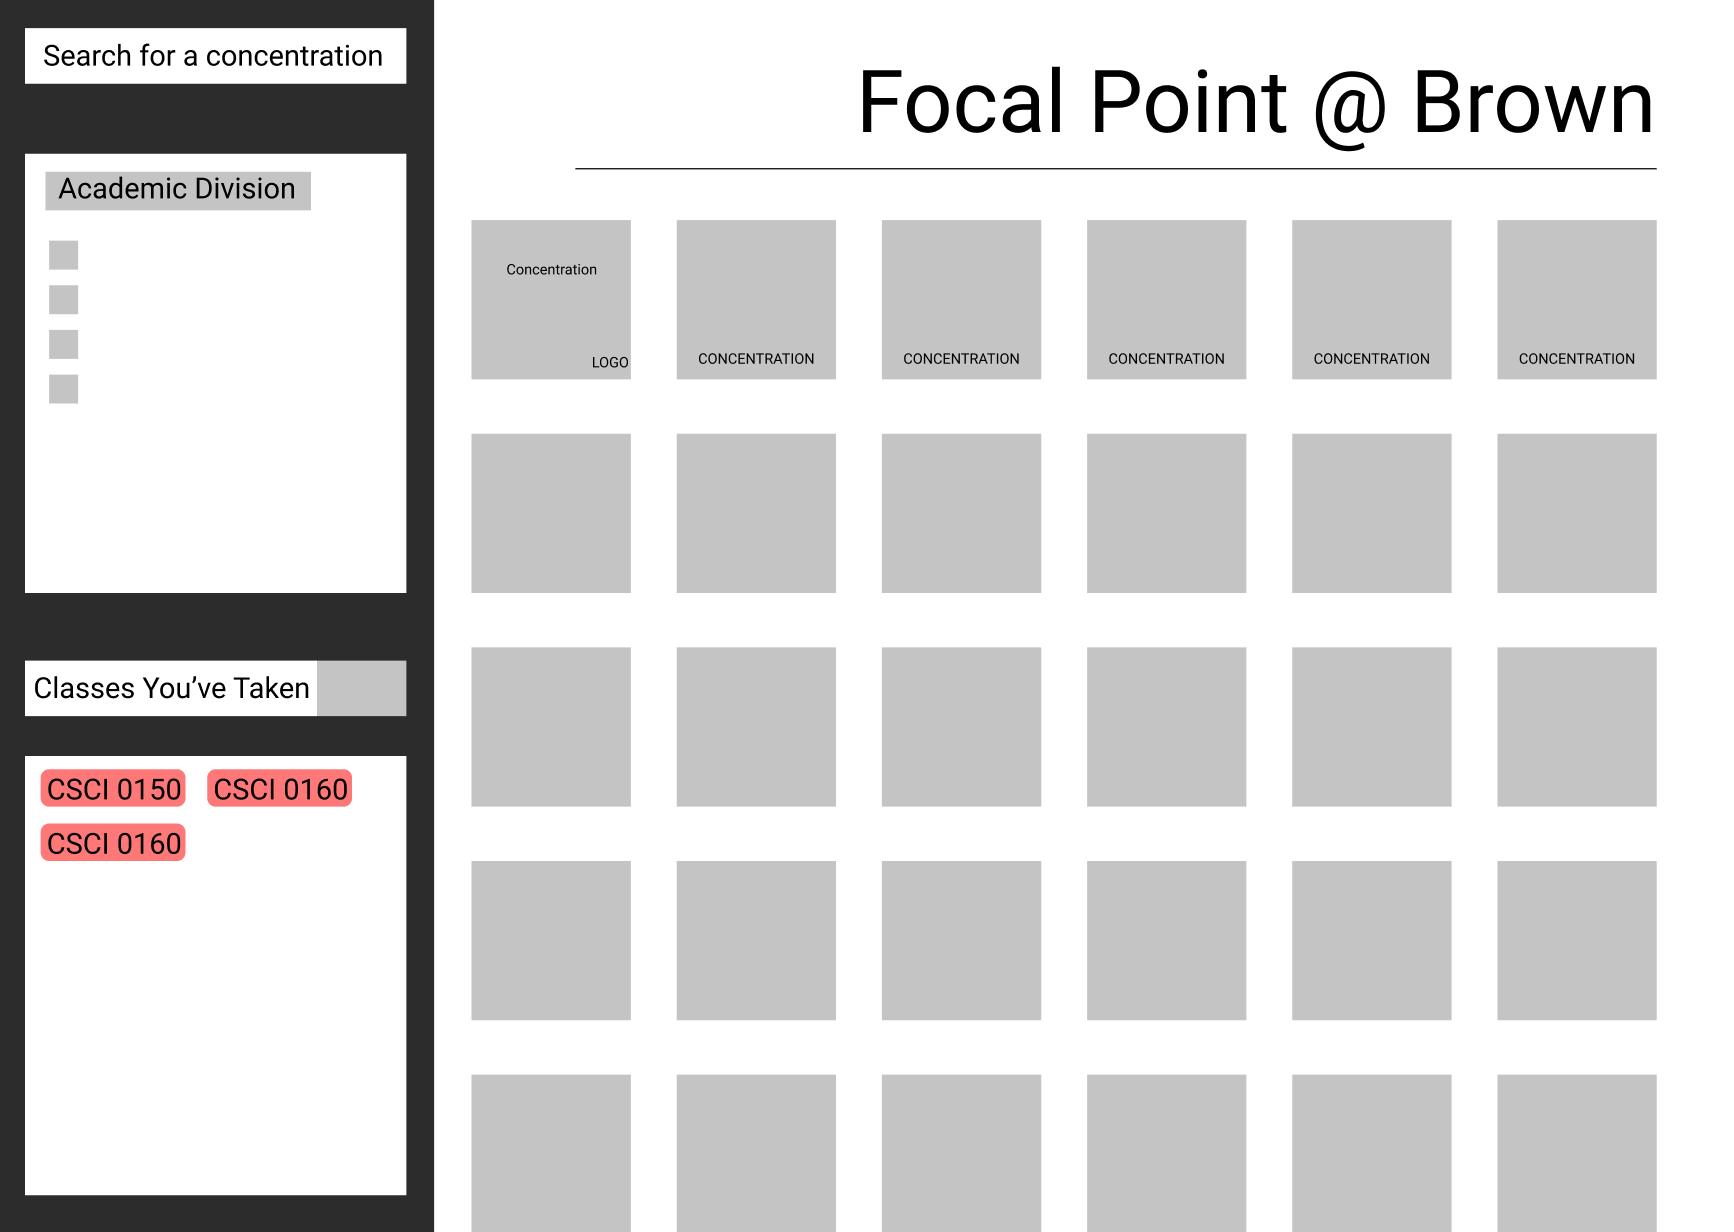 Search for a concentration
Academic Division
Classes You’ve Taken
CSCI 0150 CSCI 0160
CSCI 0160
Focal Point @ Brown
Concentration
LOGO
CONCENTRATION
CONCENTRATION
CONCENTRATION
CONCENTRATION
CONCENTRATION